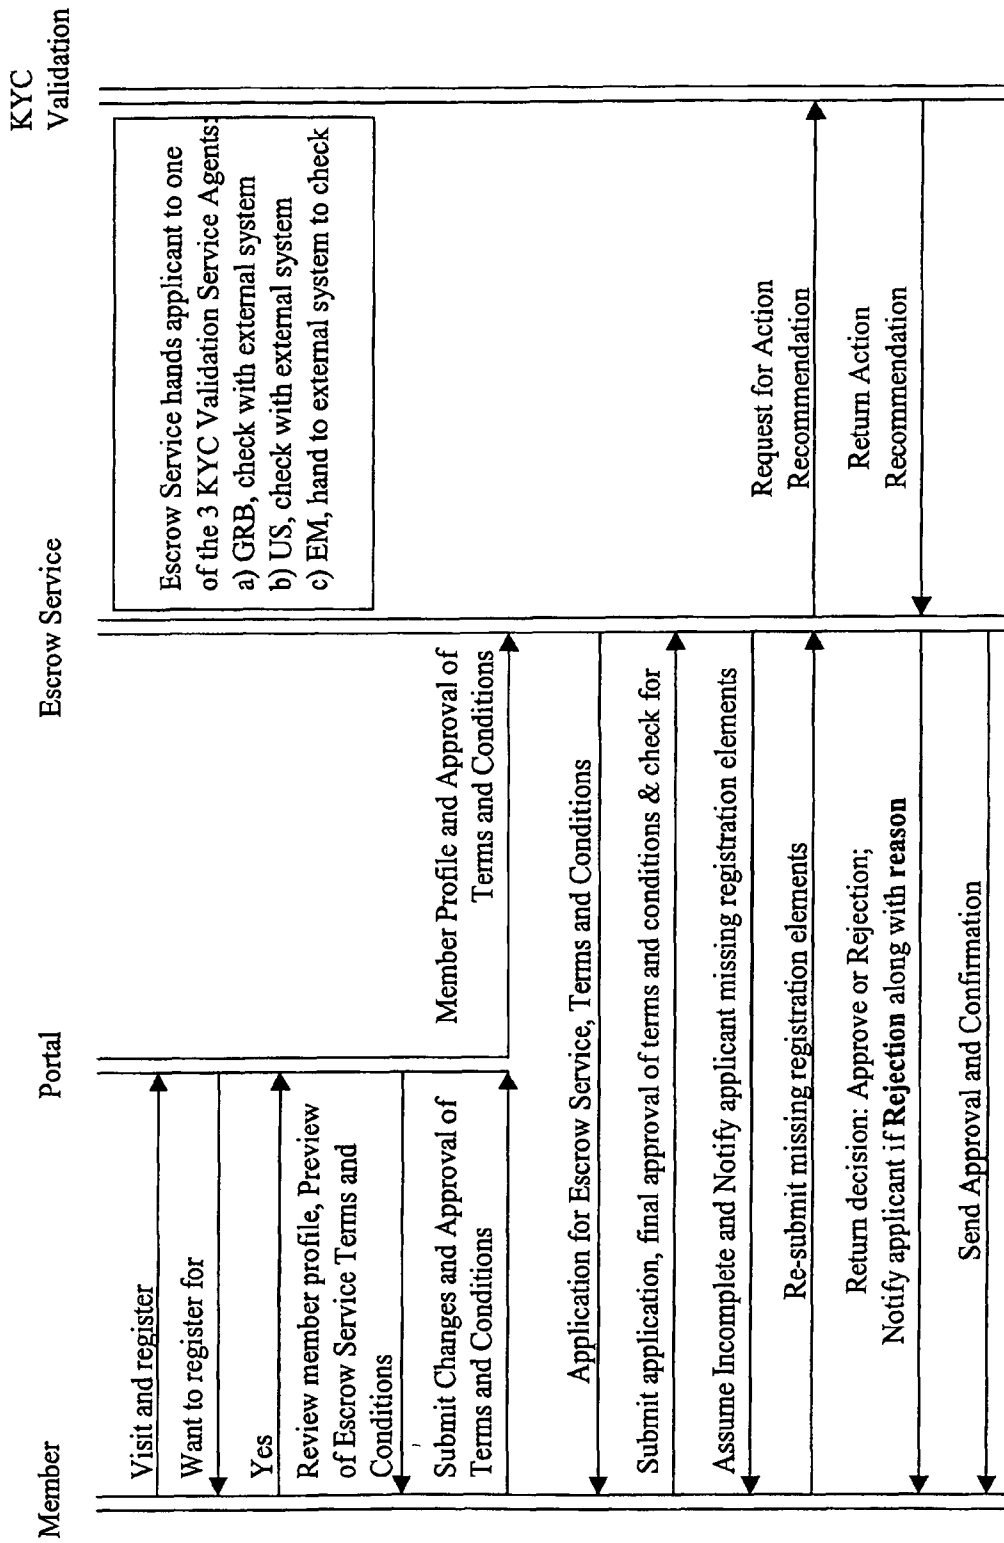 Member
Portal
Escrow Service
KYC
Validation
Visit and register
Want to register for
Yes
Review member profile, Preview
of Escrow Service Terms and
Conditions
Submit Changes and Approval of
Terms and Conditions
Member Profile and Approval of
Terms and Conditions
Escrow Service hands applicant to one
of the 3 KYC Validation Service Agents:
a) GRB, check with external system
b) US, check with external system
c) EM, hand to external system to check
Application for Escrow Service, Terms and Conditions
Submit application, final approval of terms and conditions & check for
Assume Incomplete and Notify applicant missing registration elements
Re-submit missing registration elements
Request for Action
Recommendation
Return Action
Recommendation
Return decision: Approve or Rejection;
Notify applicant if Rejection along with reason
Send Approval and Confirmation